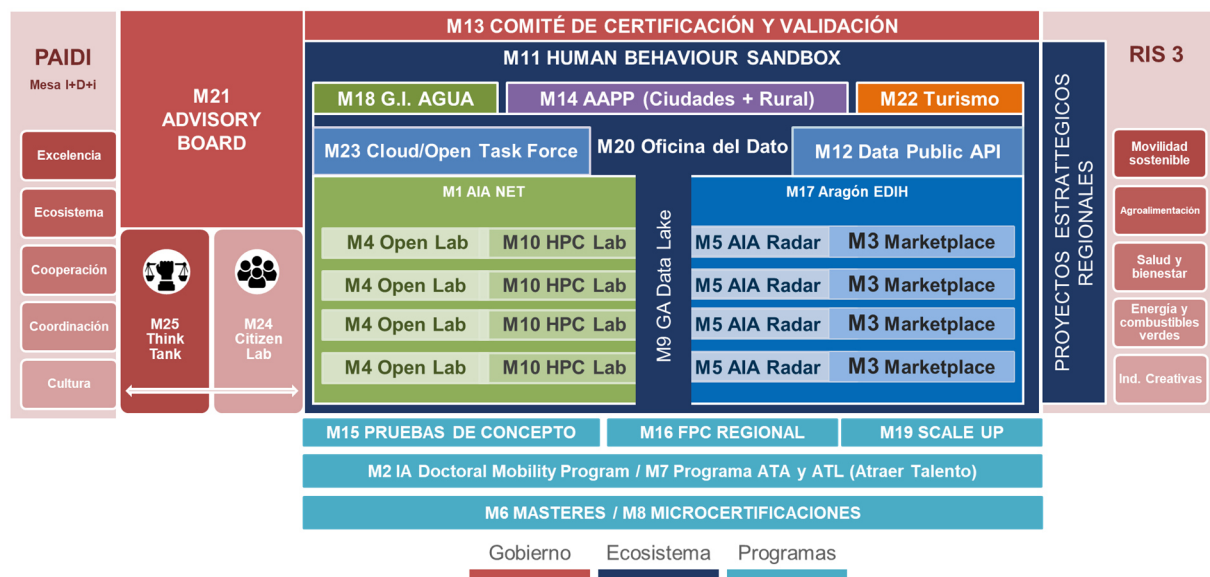 M13 COMITÉ DE CERTIFICACIÓN Y VALIDACIÓN
PAIDI
Mesa I+D+i
Excelencia
Ecosistema
Cooperación
Coordinación
Cultura
M21
ADVISORY
BOARD
M25
Think
Tank
M24
Citizen
Lab
M11 HUMAN BEHAVIOUR SANDBOX
M18 G.I. AGUA
M14 AAPP (Ciudades + Rural)
M22 Turismo
M23 Cloud/Open Task Force
M20 Oficina del Dato
M12 Data Public API
M1 AIA NET
M4 Open Lab
M10 HPC Lab
M4 Open Lab
M10 HPC Lab
M4 Open Lab
M10 HPC Lab
M4 Open Lab
M10 HPC Lab
M9 GA Data Lake
M17 Aragón EDIH
M5 AIA Radar
M3 Marketplace
M5 AIA Radar
M3 Marketplace
M5 AIA Radar
M3 Marketplace
M5 AIA Radar
M3 Marketplace
PROYECTOS ESTRATTEGICOS
REGIONALES
RIS 3
Movilidad
sostenible
Agroalimentación
Salud y
bienestar
Energía y
combustibles
verdes
Ind. Creativas
M15 PRUEBAS DE CONCEPTO
M16 FPC REGIONAL
M19 SCALE UP
M2 IA Doctoral Mobility Program / M7 Programa ATA y ATL (Atraer Talento)
M6 MASTERES / M8 MICROCERTIFICACIONES
Gobierno
Ecosistema
Programas